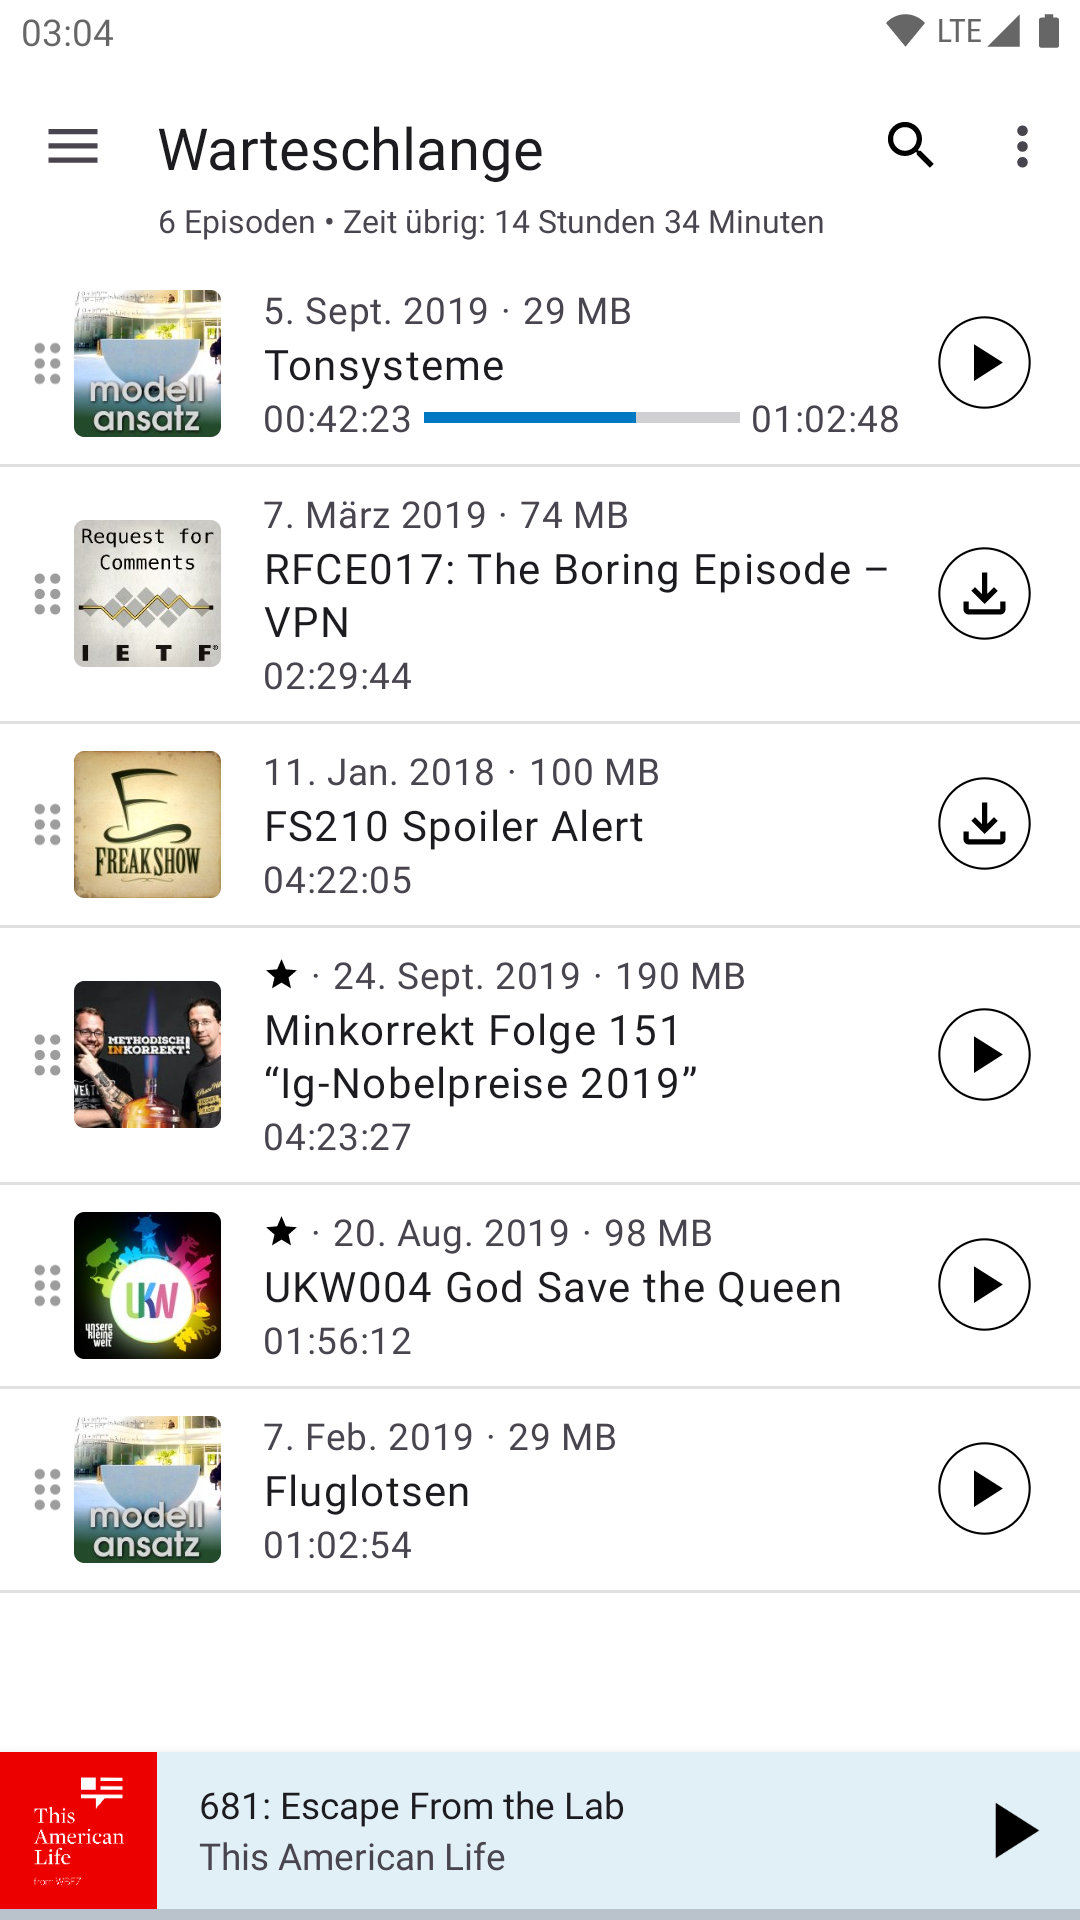 03:04
LTE
Warteschlange
6 Episoden • Zeit übrig: 14 Stunden 34 Minuten
5. Sept. 2019 · 29 MB
Tonsysteme
00:42:23
01:02:48
modell
ansatz
7. März 2019 · 74 MB
RFCE017: The Boring Episode –
VPN
02:29:44
Request for
Comments
I E T F®
11. Jan. 2018 · 100 MB
FS210 Spoiler Alert
04:22:05
FREAK SHOW
★ · 24. Sept. 2019 · 190 MB
Minkorrekt Folge 151
“Ig-Nobelpreise 2019”
04:23:27
METHODISCH
INKORREKT!
★ · 20. Aug. 2019 · 98 MB
UKW004 God Save the Queen
01:56:12
UKW
unsere
kleine
welt
7. Feb. 2019 · 29 MB
Fluglotsen
01:02:54
modell
ansatz
681: Escape From the Lab
This American Life
This
American
Life
from WBEZ